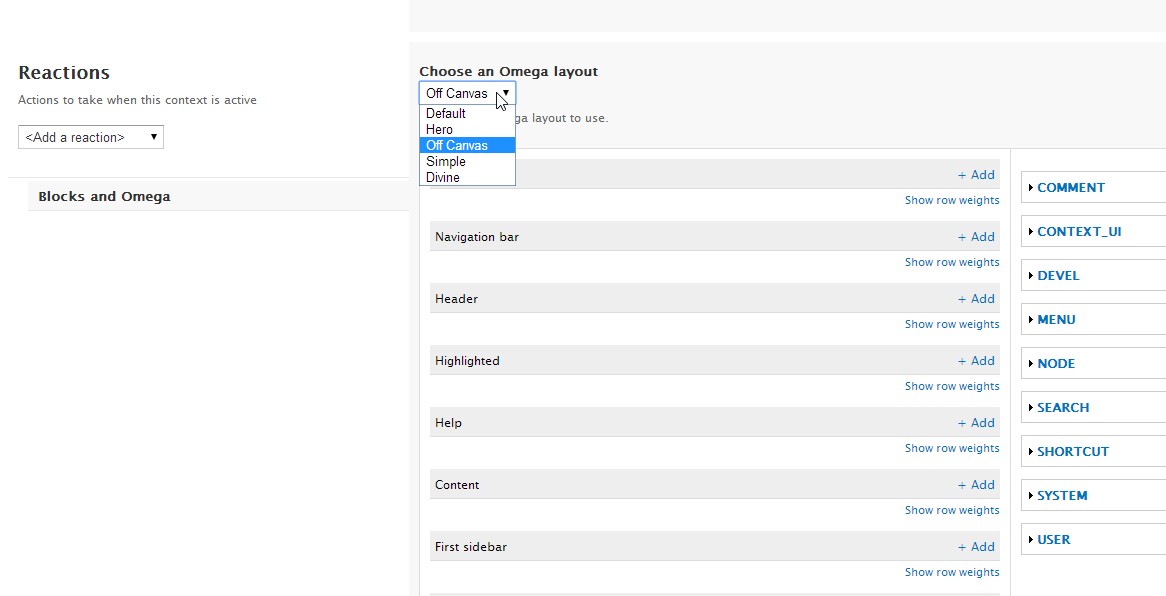 Reactions
Actions to take when this context is active
<Add a reaction>
Blocks and Omega
Choose an Omega layout
Off Canvas
Default
Hero
Off Canvas
Simple
Divine
ga layout to use.
+ Add
Show row weights
Navigation bar + Add
Show row weights
Header + Add
Show row weights
Highlighted + Add
Show row weights
Help + Add
Show row weights
Content + Add
Show row weights
First sidebar + Add
Show row weights
COMMENT
CONTEXT_UI
DEVEL
MENU
NODE
SEARCH
SHORTCUT
SYSTEM
USER